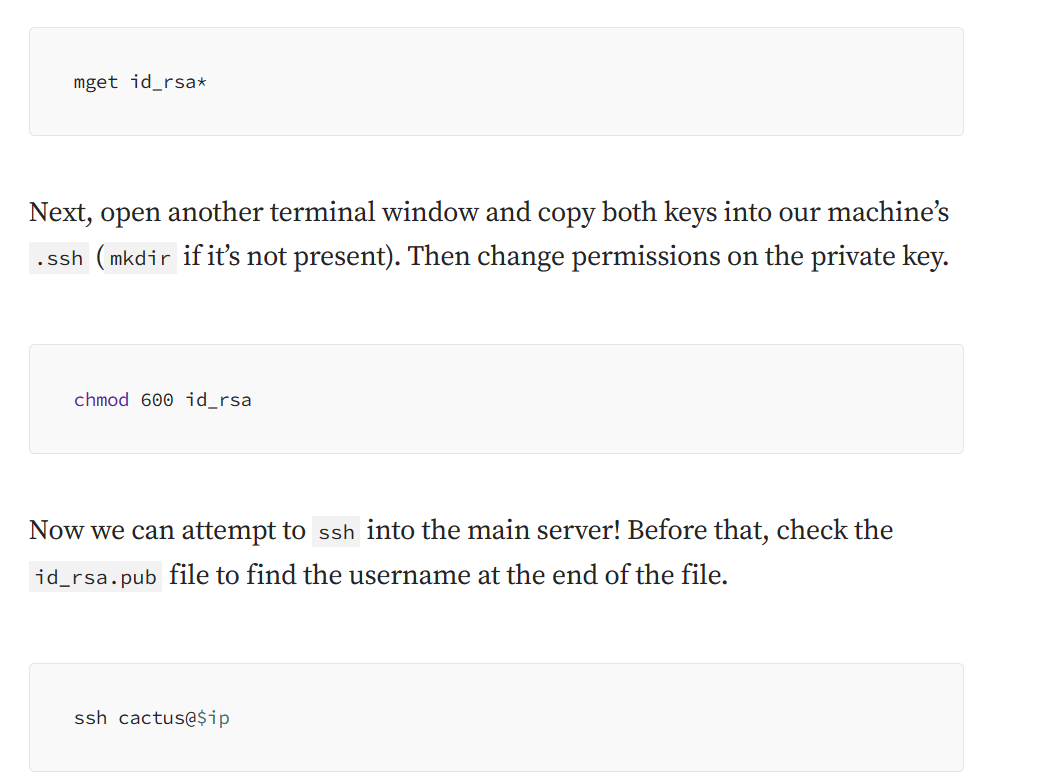 mget id_rsa*
Next, open another terminal window and copy both keys into our machine’s
.ssh (mkdir if it’s not present). Then change permissions on the private key.
chmod 600 id_rsa
Now we can attempt to ssh into the main server! Before that, check the
id_rsa.pub file to find the username at the end of the file.
ssh cactus@$ip